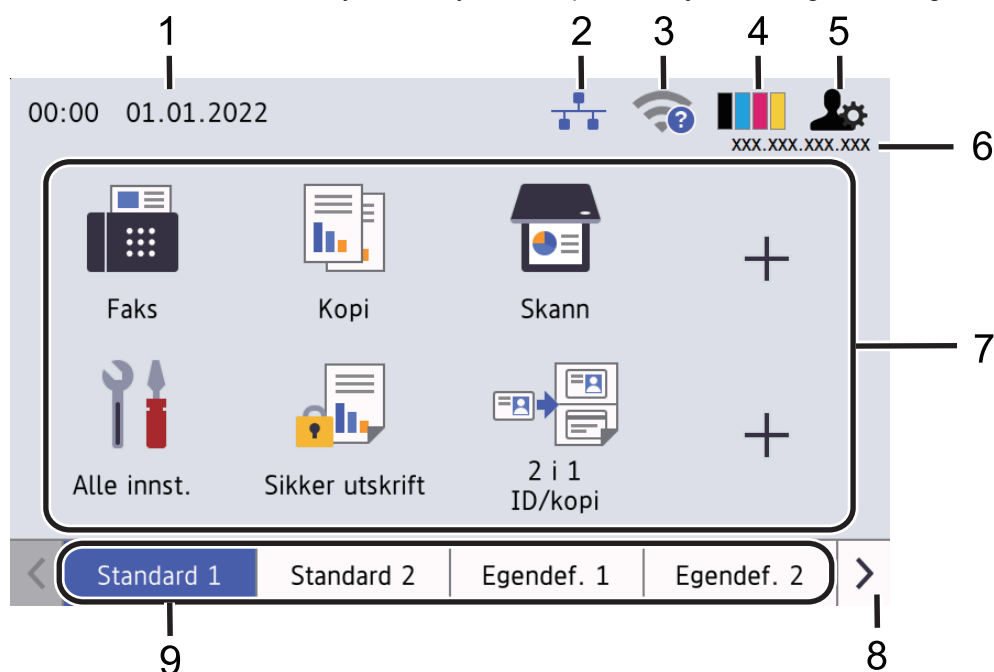 1 2 3 4 5
00:00 01.01.2022
?
XXX.XXX.XXX.XXX
6
Faks Kopi Skann
7
Alle innst. Sikker utskrift 2 i 1
ID/kopi
Standard 1 Standard 2 Egendef. 1 Egendef. 2
9 8